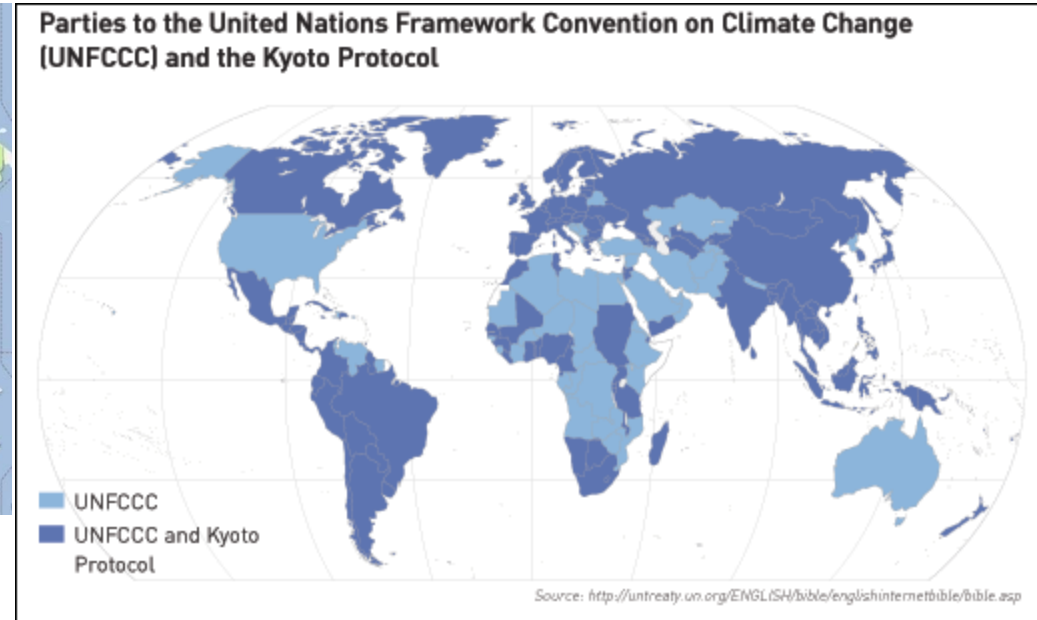 Parties to the United Nations Framework Convention on Climate Change
(UNFCCC) and the Kyoto Protocol
UNFCCC
UNFCCC and Kyoto
Protocol
Source: http://untreaty.un.org/ENGLISH/bible/englishinternetbible/bible.asp